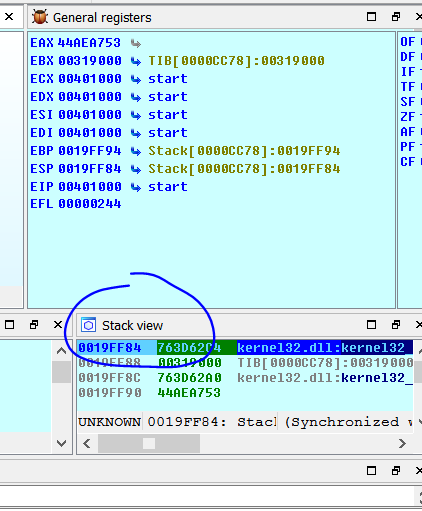 General registers
EAX 44AEA753
EBX 00319000 TIB[0000CC78]:00319000
ECX 00401000 start
EDX 00401000 start
ESI 00401000 start
EDI 00401000 start
EBP 0019FF94 Stack[0000CC78]:0019FF94
ESP 0019FF84 Stack[0000CC78]:0019FF84
EIP 00401000 start
EFL 00000244
OF
DF
IF
TF
SF
ZF
AF
PF
CF
Stack view
0019FF84 763D62C4 kernel32.dll:kernel32_
0019FF88 00319000 TIB[0000CC78]:00319000
0019FF8C 763D62A0 kernel32.dll:kernel32_
0019FF90 44AEA753
UNKNOWN 0019FF84: Stack (Synchronized w